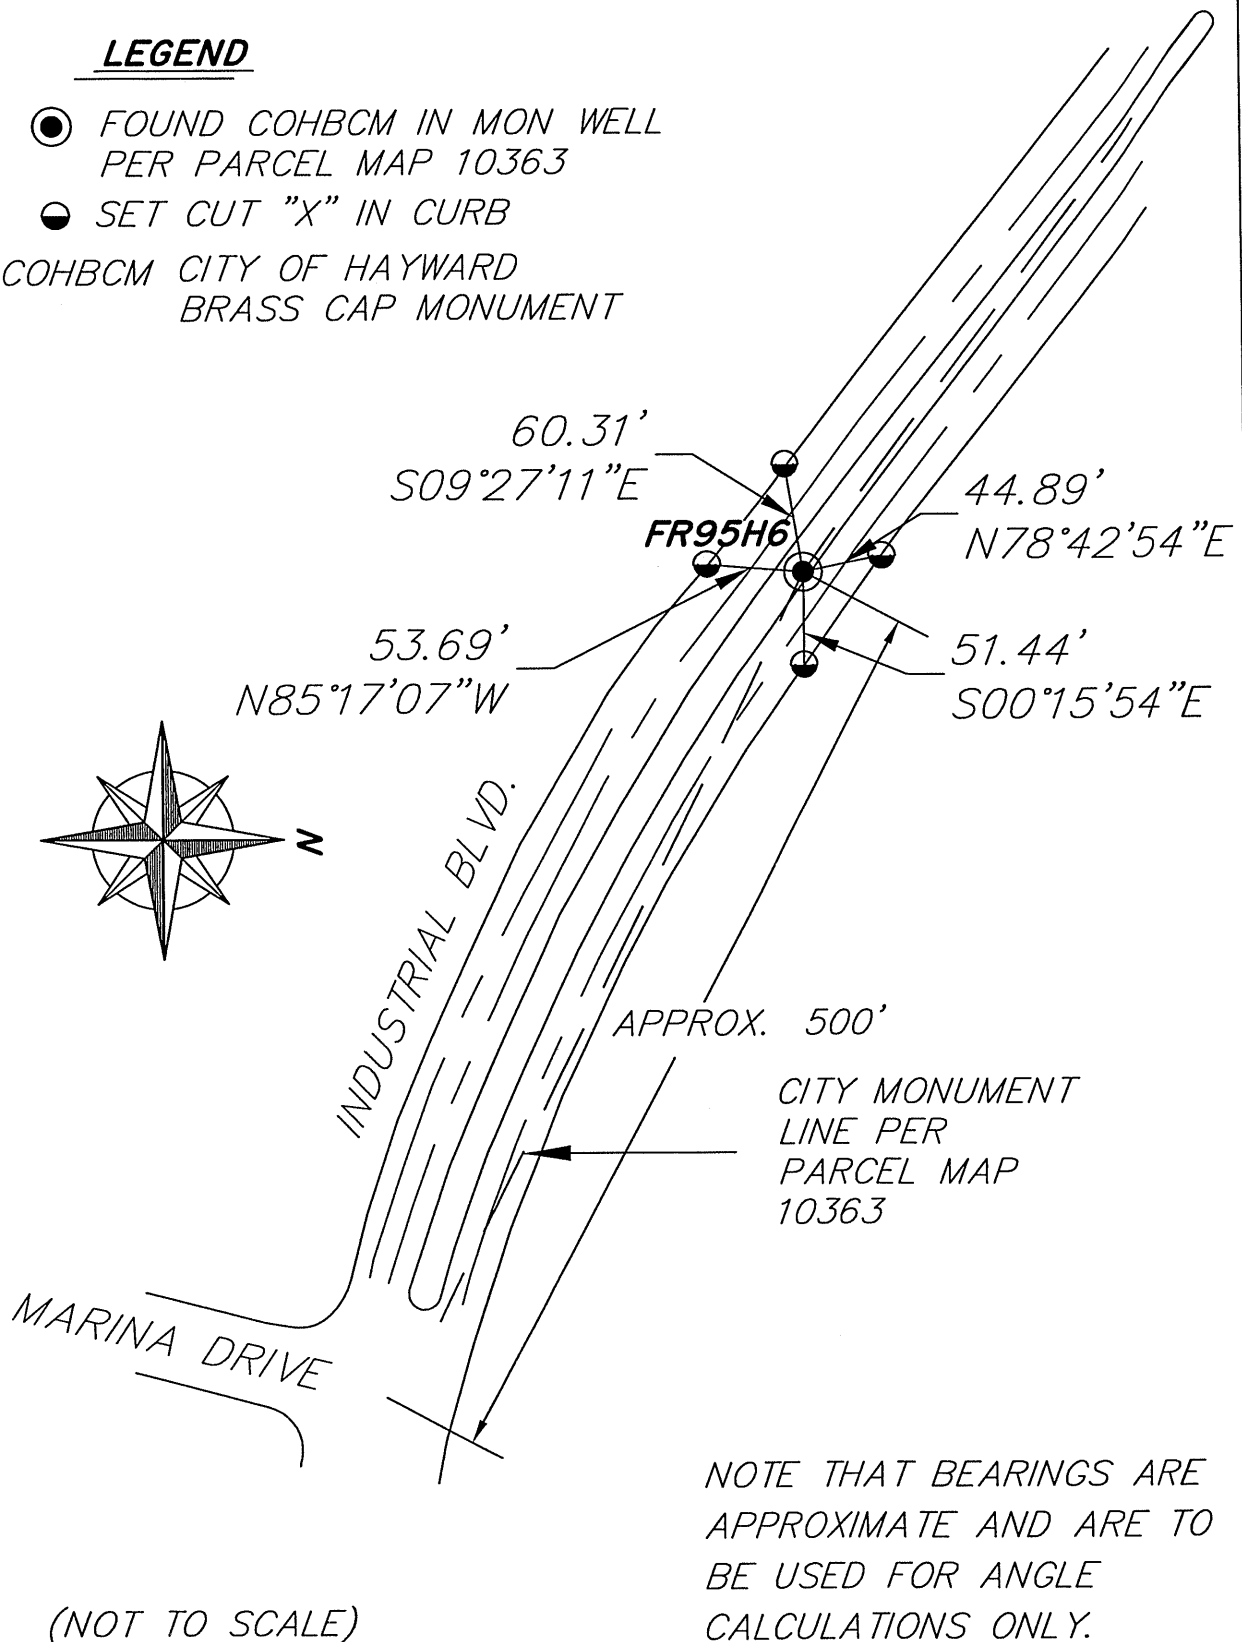 LEGEND
FOUND COHBCM IN MON WELL
PER PARCEL MAP 10363
SET CUT "X" IN CURB
COHBCM CITY OF HAYWARD
BRASS CAP MONUMENT
60.31'
S09°27'11"E
44.89'
N78°42'54"E
FR95H6
53.69'
N85°17'07"W
51.44'
S00°15'54"E
N
INDUSTRIAL BLVD.
APPROX. 500'
CITY MONUMENT
LINE PER
PARCEL MAP
10363
MARINA DRIVE
NOTE THAT BEARINGS ARE
APPROXIMATE AND ARE TO
BE USED FOR ANGLE
CALCULATIONS ONLY.
(NOT TO SCALE)